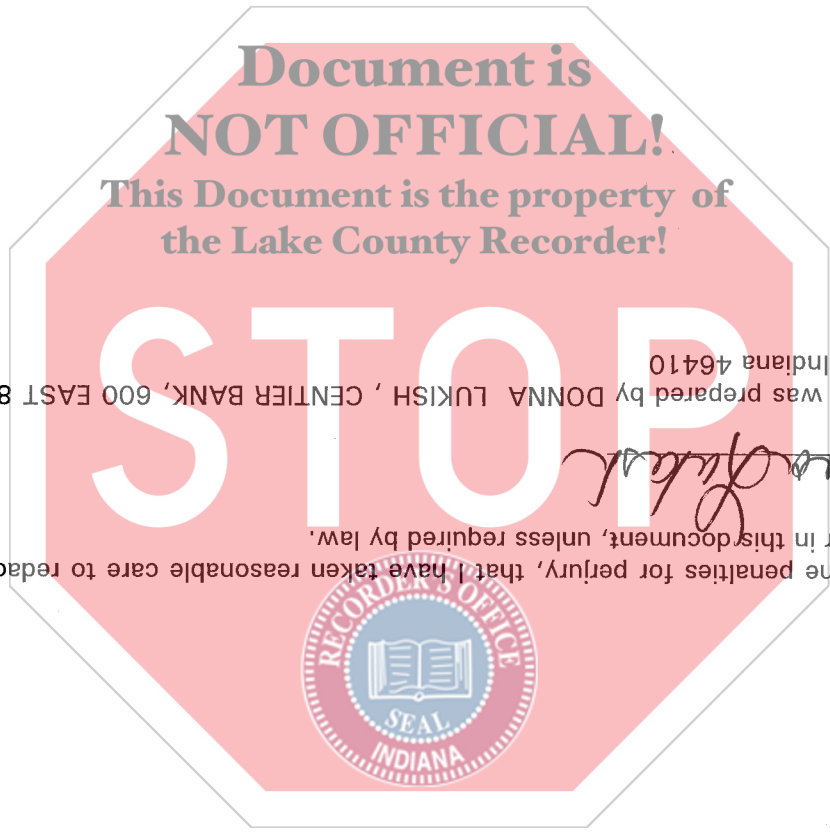 Document is
NOT OFFICIAL!
This Document is the property of
the Lake County Recorder!
STOP
penalties for perjury, that I have taken reasonable care to redac
r in this document, unless required by law.
Lukish
was prepared by DONNA LUKISH , CENTIER BANK, 600 EAST 8
Indiana 46410
RECORDER'S OFFICE
SEAL
INDIANA